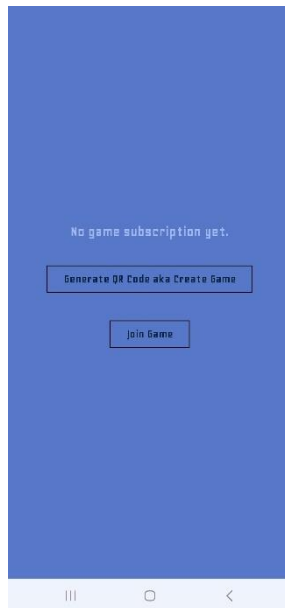 No game subscription yet.
Generate QR Code aka Create Game
Join Game